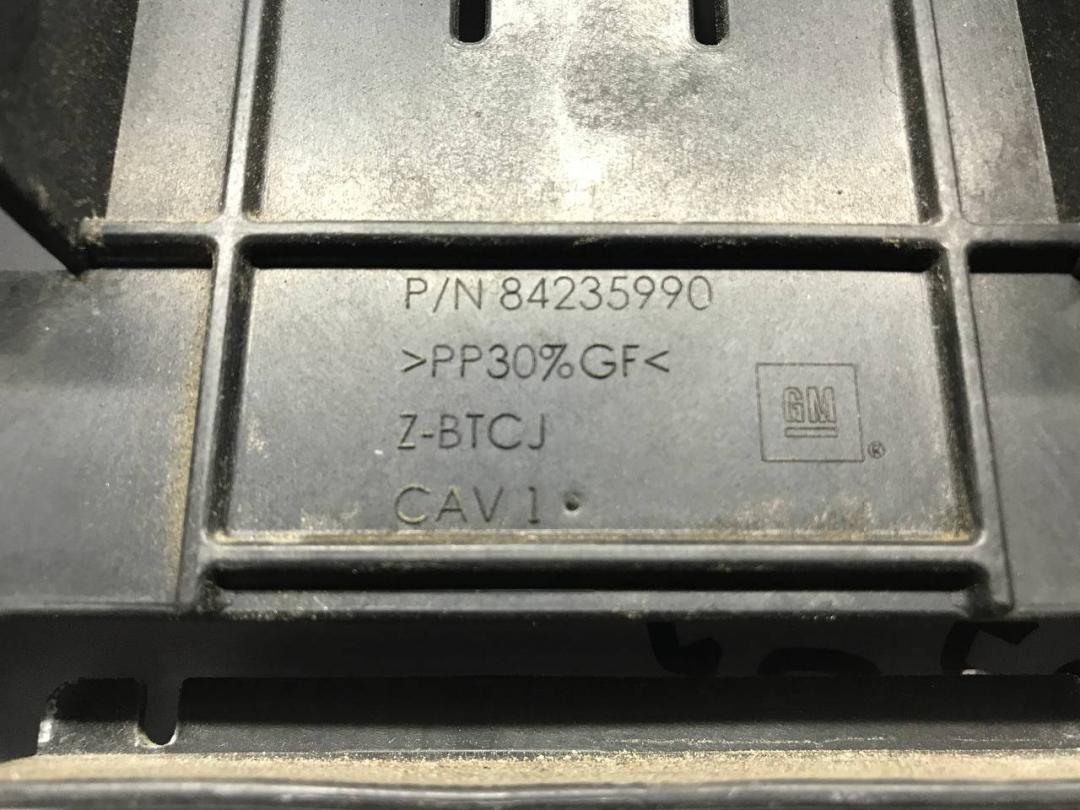 P/N 84235990
>PP30%GF<
Z-BTCJ
CAV 1
GM
®